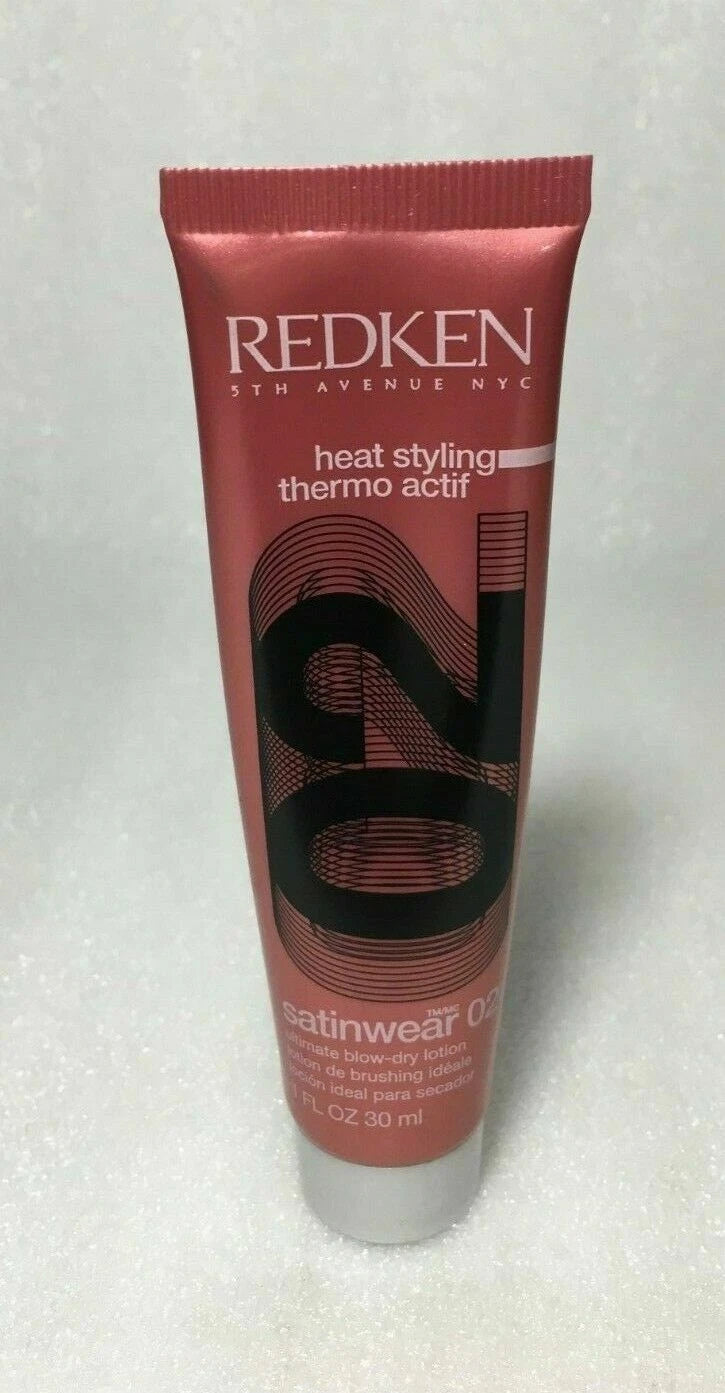 REDKEN
5TH AVENUE NYC
heat styling
thermo actif
02
satinwear 02
TM/MC
ultimate blow-dry lotion
lotion de brushing idéale
loción ideal para secador
1 FL OZ 30 ml